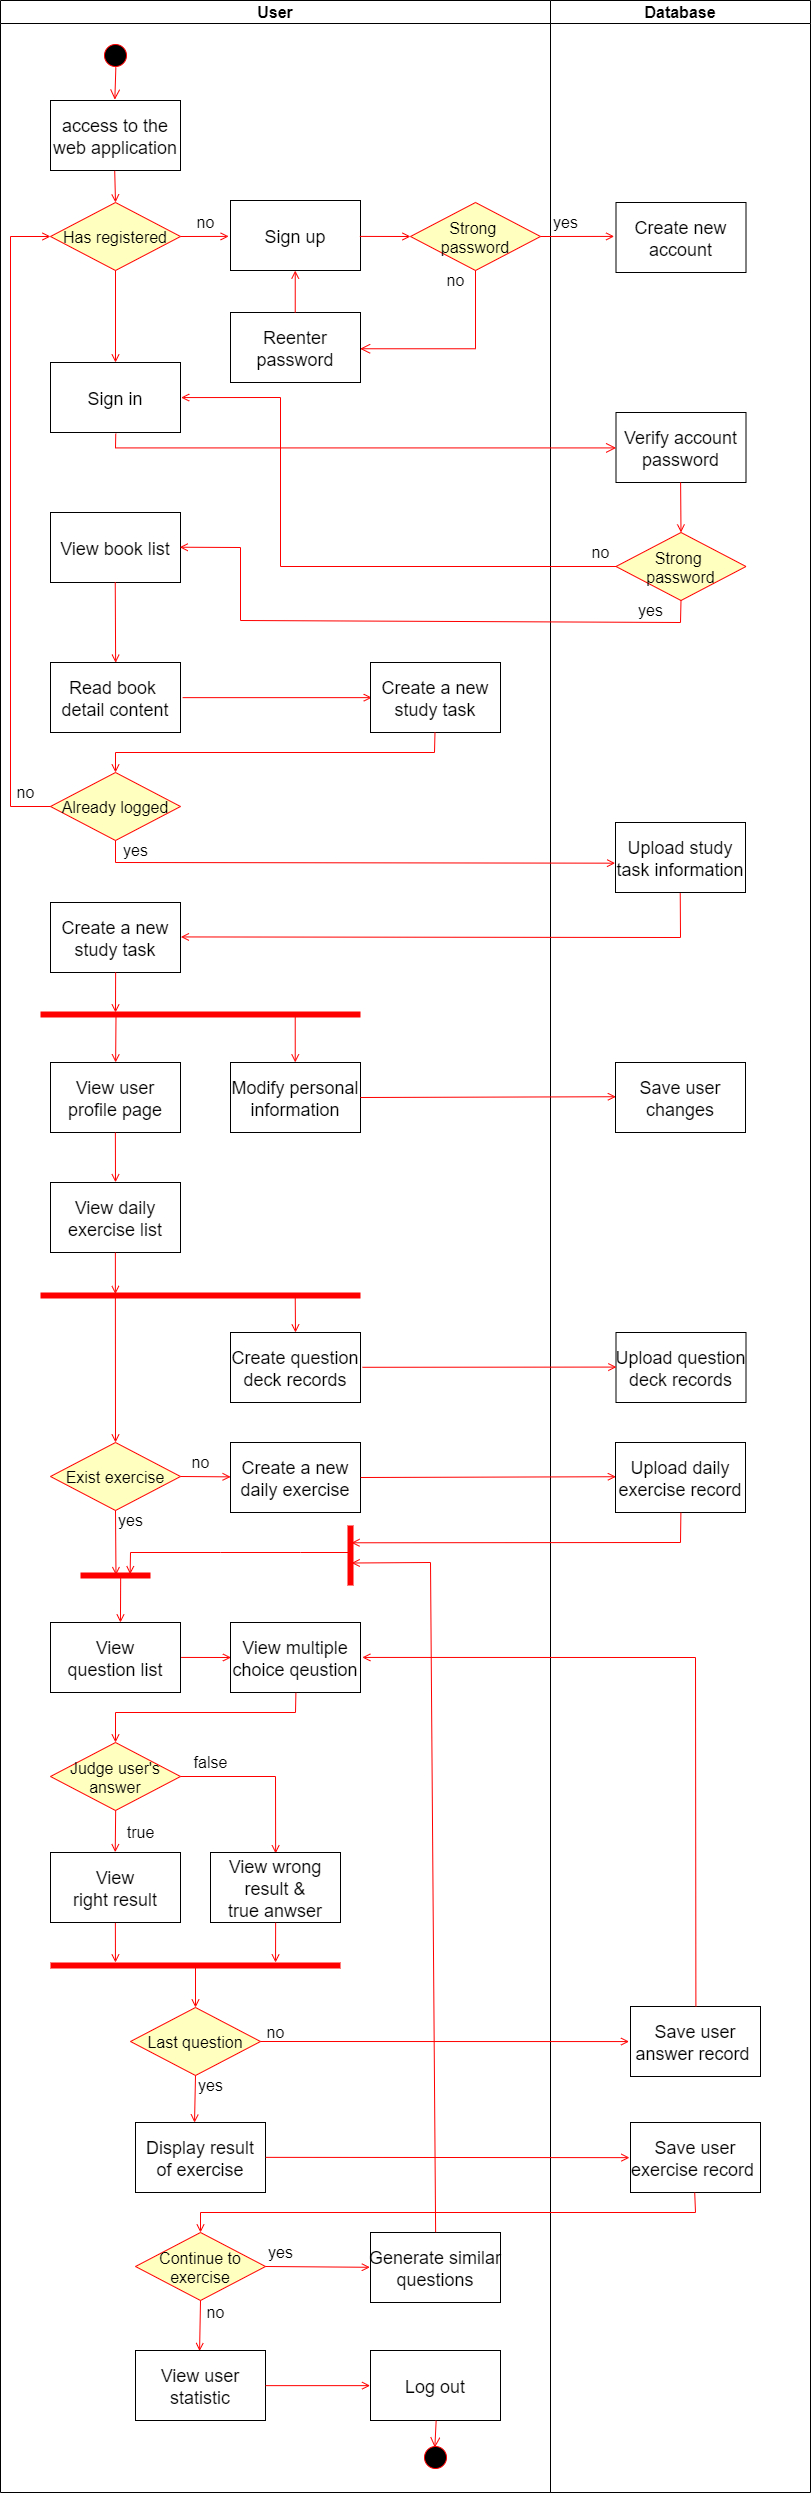 User
Database
access to the
web application
Has registered
no
Sign up
Strong
password
yes
Create new
account
no
Reenter
password
Sign in
Verify account
password
View book list
no
Strong
password
yes
Read book
detail content
Create a new
study task
no
Already logged
yes
Upload study
task information
Create a new
study task
View user
profile page
Modify personal
information
Save user
changes
View daily
exercise list
Create question
deck records
Upload question
deck records
Exist exercise
no
Create a new
daily exercise
Upload daily
exercise record
yes
View
question list
View multiple
choice qeustion
Judge user's
answer
false
true
View
right result
View wrong
result &
true anwser
Last question
no
Save user
answer record
yes
Display result
of exercise
Save user
exercise record
Continue to
exercise
yes
Generate similar
questions
no
View user
statistic
Log out